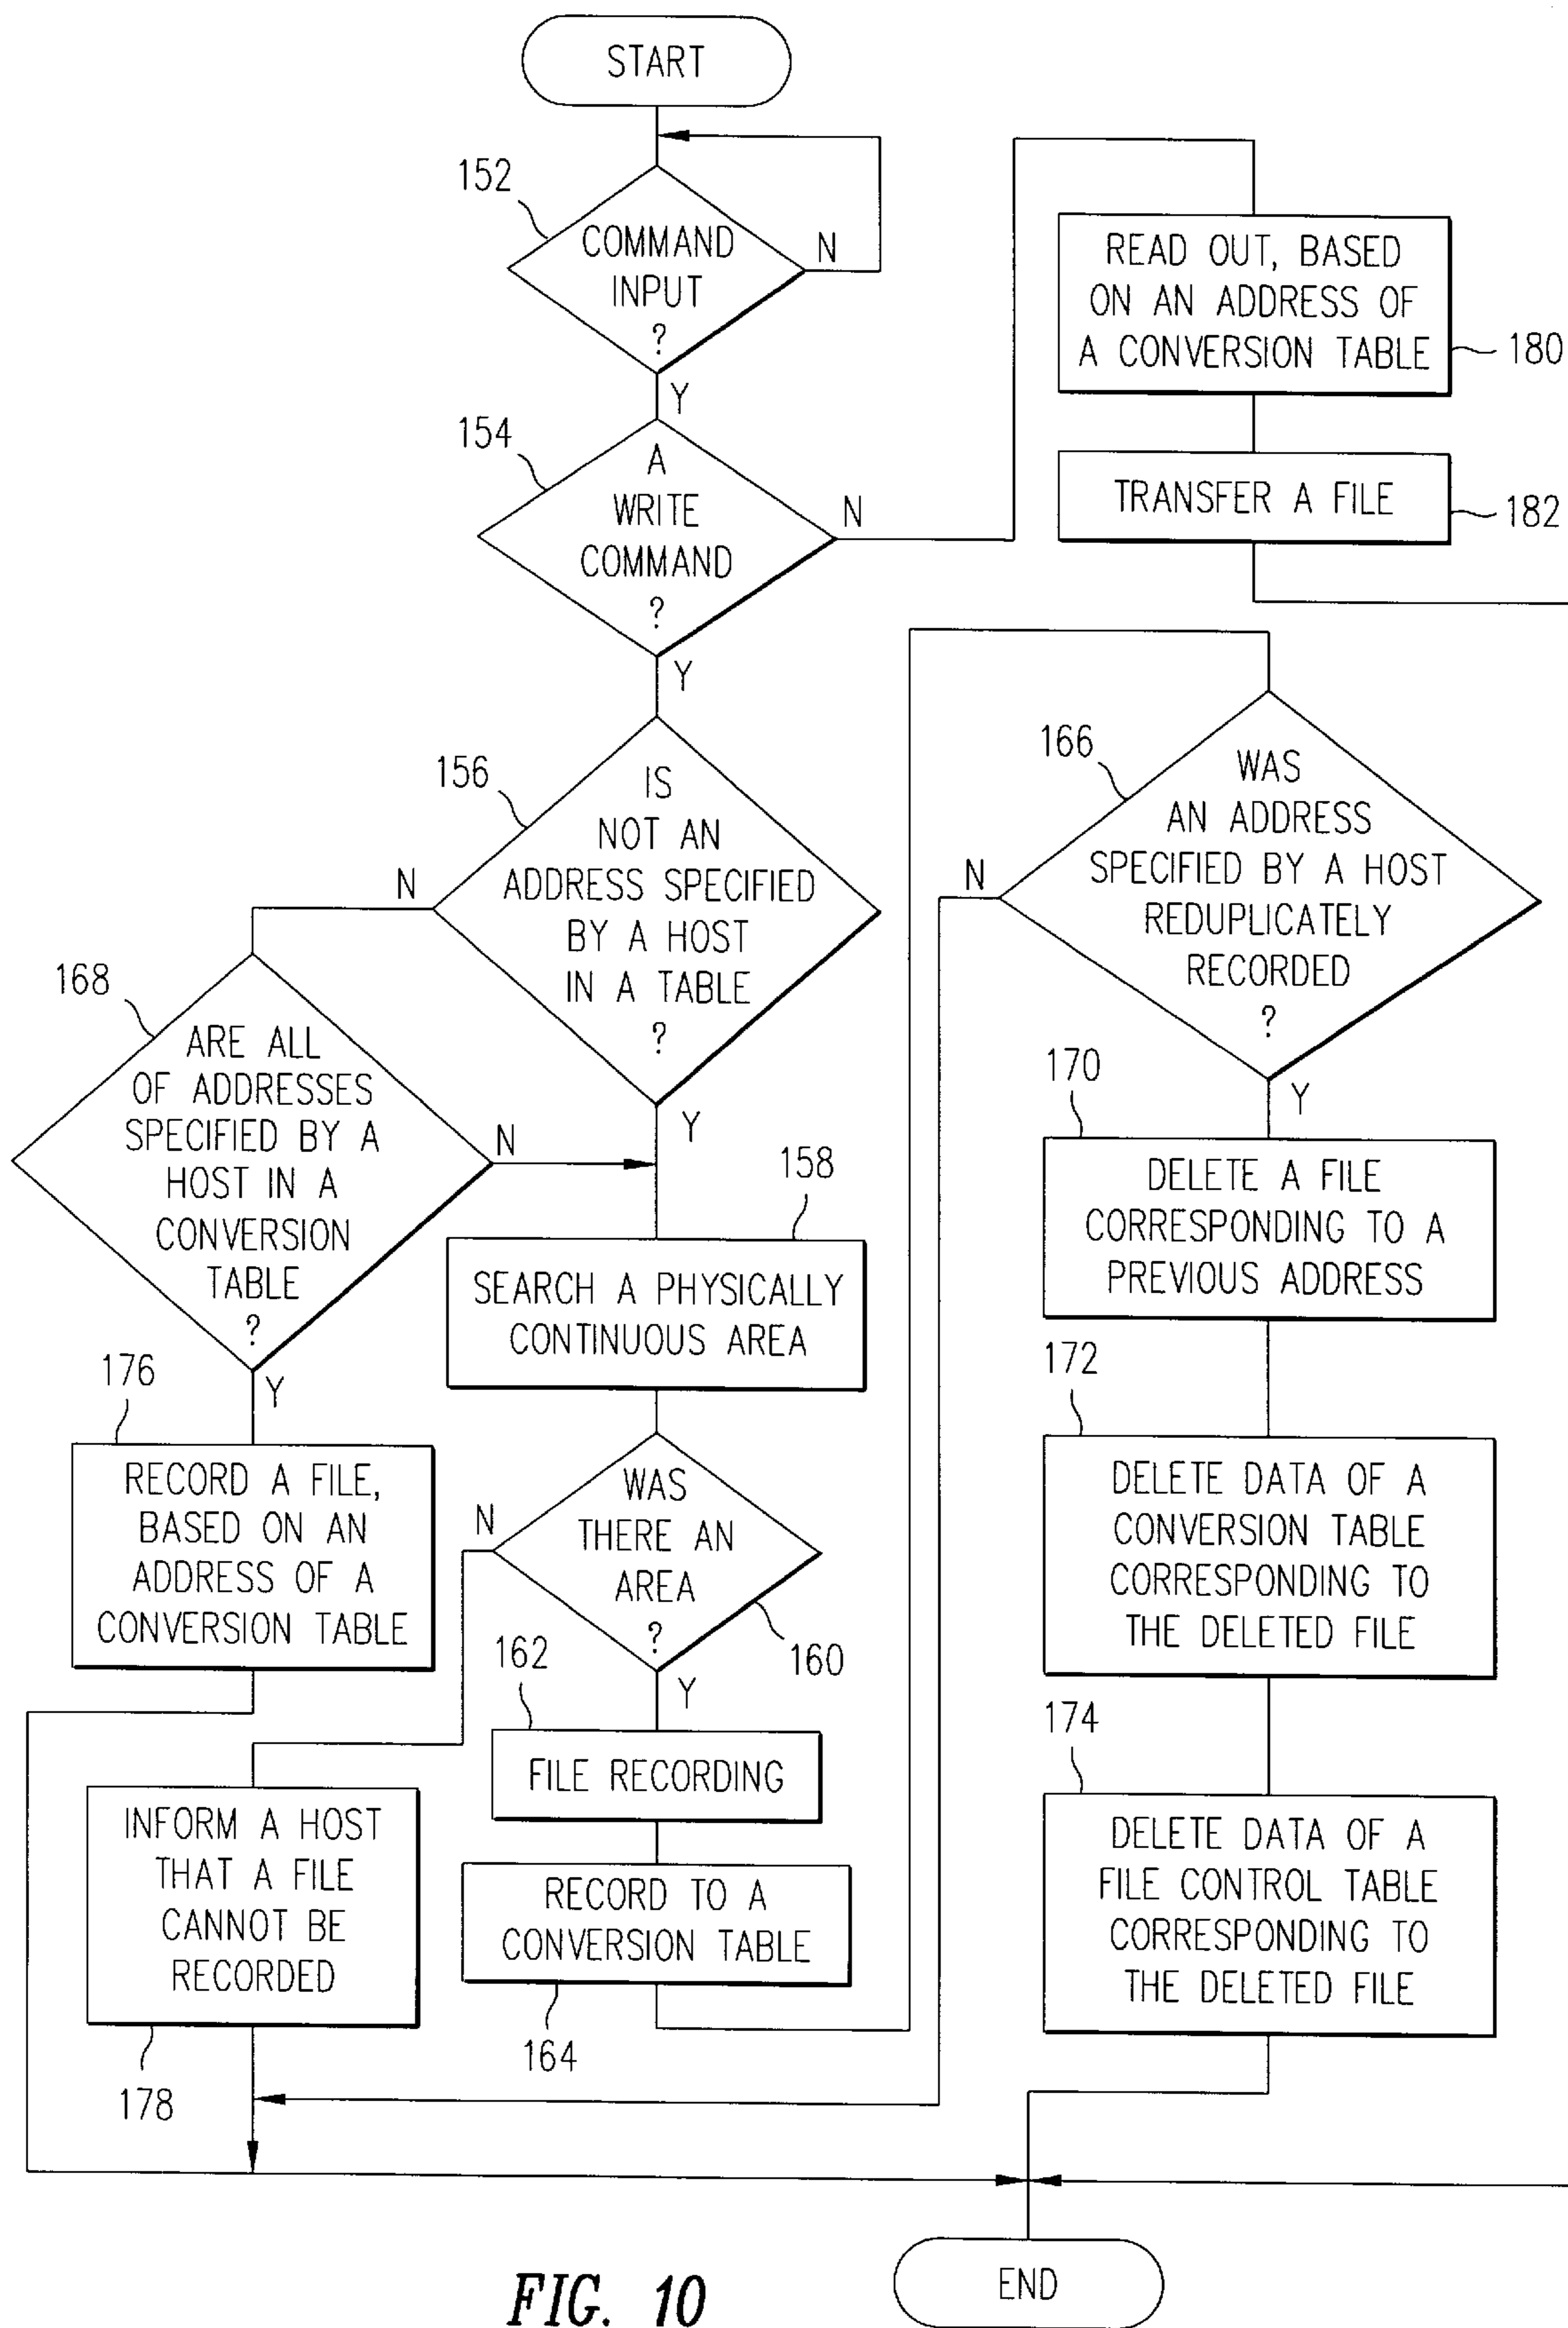 START
152
COMMAND
INPUT
?
N
Y
154
A
WRITE
COMMAND
?
N
Y
READ OUT, BASED
ON AN ADDRESS OF
A CONVERSION TABLE
180
TRANSFER A FILE
182
156
IS
NOT AN
ADDRESS SPECIFIED
BY A HOST
IN A TABLE
?
N
Y
168
ARE ALL
OF ADDRESSES
SPECIFIED BY A
HOST IN A
CONVERSION
TABLE
?
N
Y
158
SEARCH A PHYSICALLY
CONTINUOUS AREA
176
RECORD A FILE,
BASED ON AN
ADDRESS OF A
CONVERSION TABLE
WAS
THERE AN
AREA
?
N
160
Y
162
FILE RECORDING
RECORD TO A
CONVERSION TABLE
164
INFORM A HOST
THAT A FILE
CANNOT BE
RECORDED
178
166
WAS
AN ADDRESS
SPECIFIED BY A HOST
REDUPLICATELY
RECORDED
?
N
Y
170
DELETE A FILE
CORRESPONDING TO A
PREVIOUS ADDRESS
172
DELETE DATA OF A
CONVERSION TABLE
CORRESPONDING TO
THE DELETED FILE
174
DELETE DATA OF A
FILE CONTROL TABLE
CORRESPONDING TO
THE DELETED FILE
END
FIG. 10